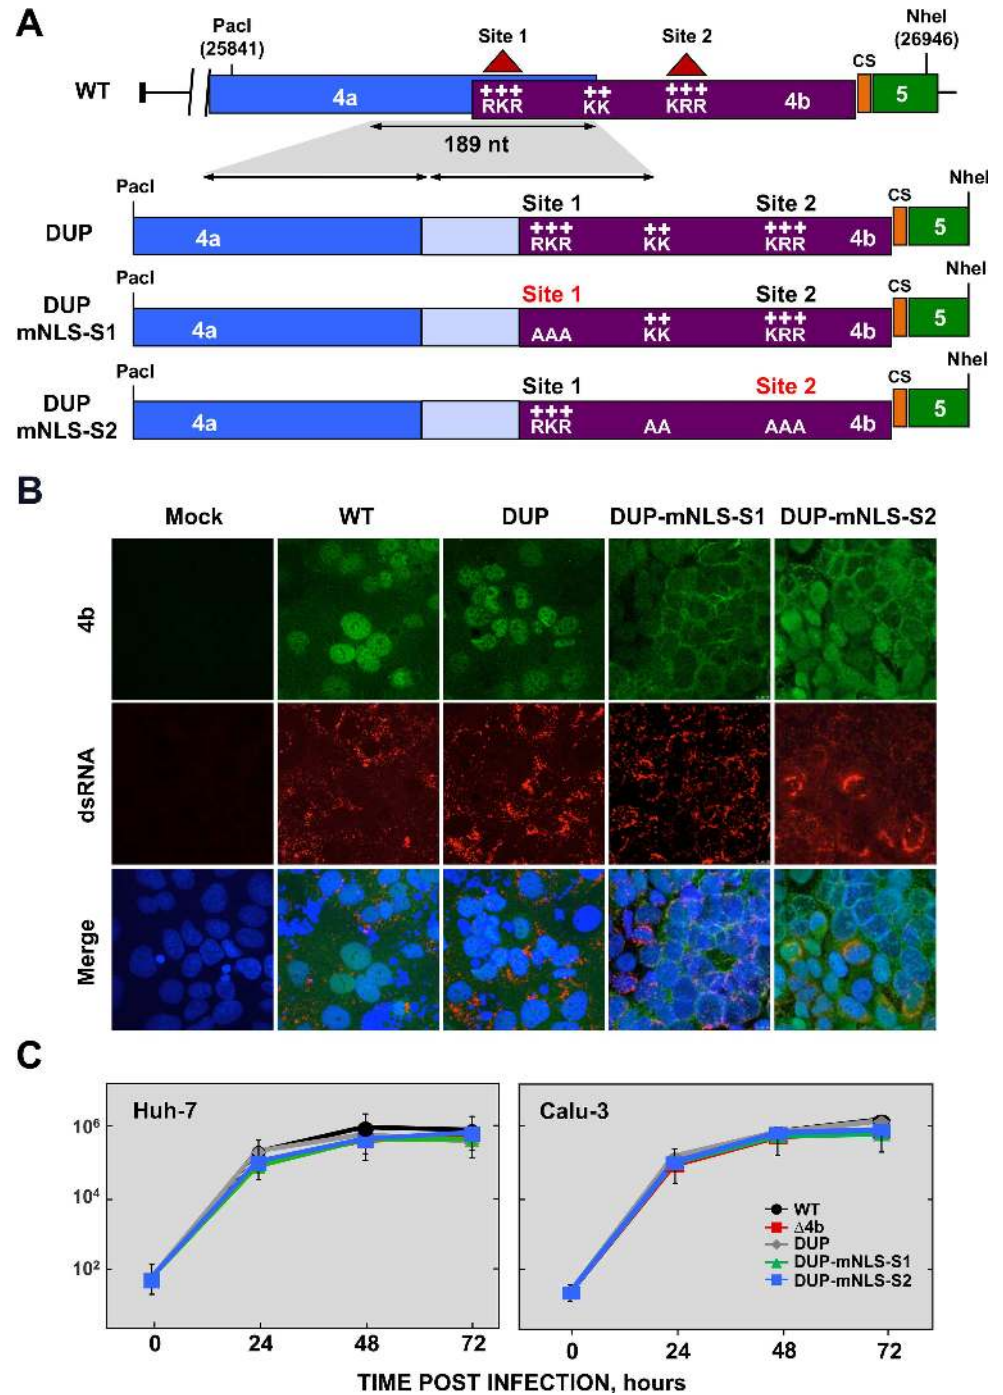 A
PacI
(25841)
Site 1
Site 2
NheI
(26946)
CS
WT
4a
+++
++
+++
RKR
KK
KRR
4b
5
189 nt
PacI
NheI
Site 1
Site 2
CS
DUP
4a
+++
++
+++
RKR
KK
KRR
4b
5
PacI
NheI
DUP
mNLS-S1
Site 1
Site 2
CS
4a
++
+++
AAA
KK
KRR
4b
5
PacI
NheI
DUP
mNLS-S2
Site 1
Site 2
CS
4a
+++
RKR
AA
AAA
4b
5
B
Mock
WT
DUP
DUP-mNLS-S1
DUP-mNLS-S2
4b
dsRNA
Merge
C
Huh-7
Calu-3
10⁶
10⁴
10²
WT
Δ4b
DUP
DUP-mNLS-S1
DUP-mNLS-S2
0
24
48
72
0
24
48
72
TIME POST INFECTION, hours